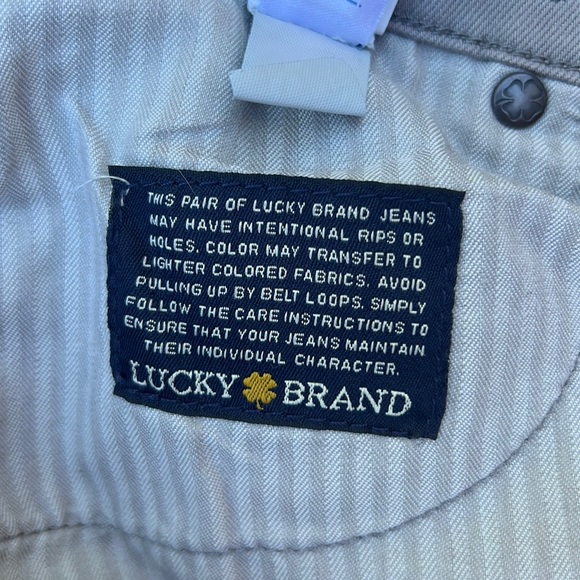 THIS PAIR OF LUCKY BRAND JEANS
MAY HAVE INTENTIONAL RIPS OR
HOLES. COLOR MAY TRANSFER TO
LIGHTER COLORED FABRICS. AVOID
PULLING UP BY BELT LOOPS. SIMPLY
FOLLOW THE CARE INSTRUCTIONS TO
ENSURE THAT YOUR JEANS MAINTAIN
THEIR INDIVIDUAL CHARACTER.
LUCKY BRAND